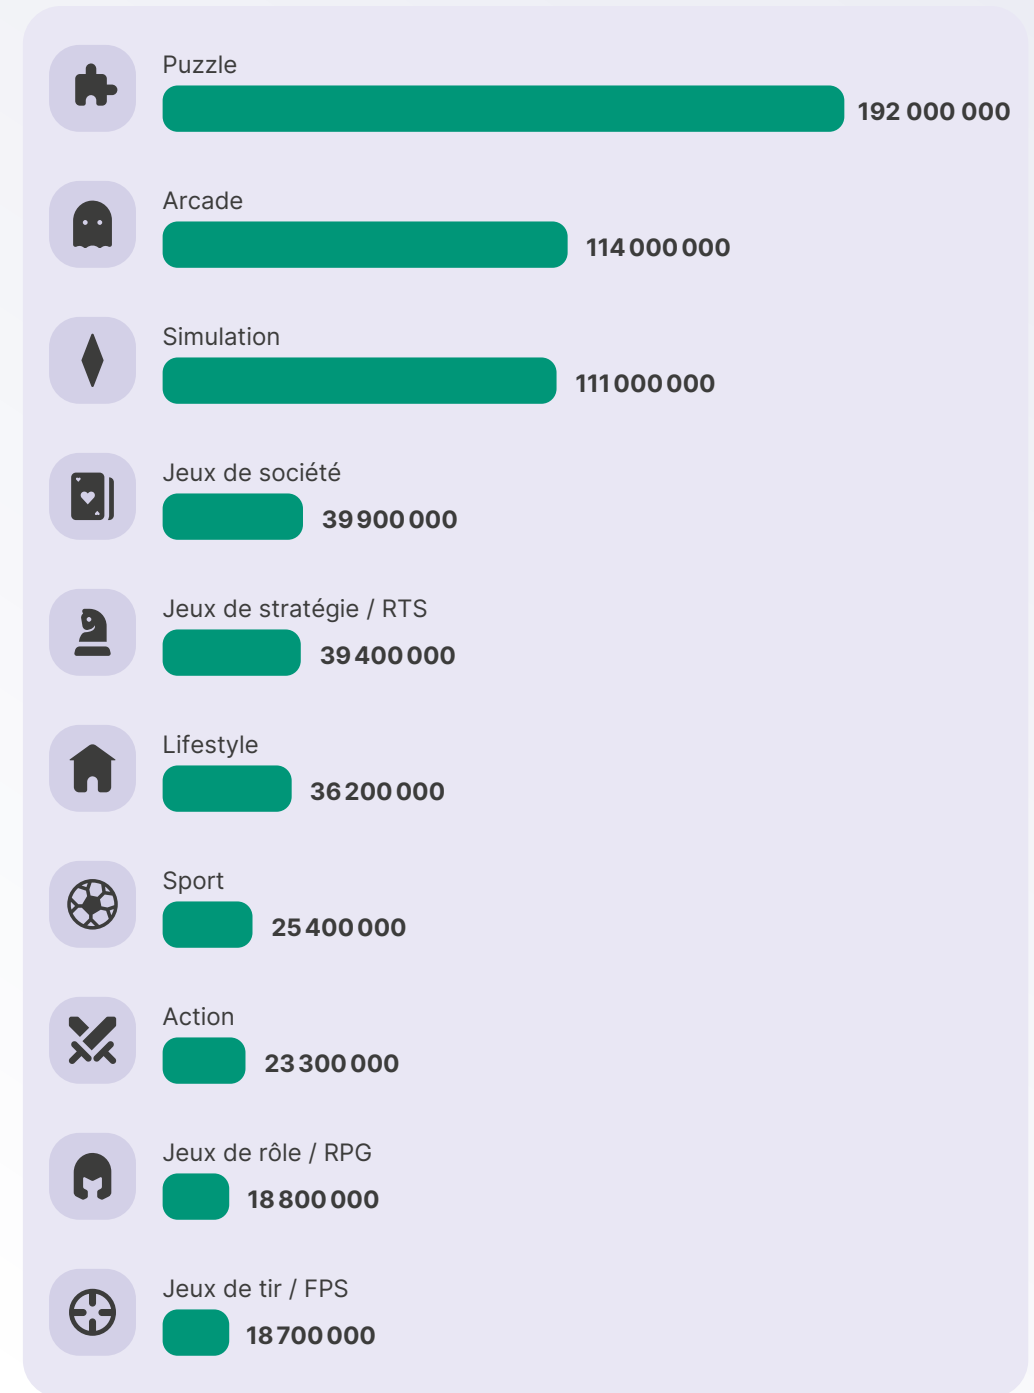 Puzzle
192 000 000
Arcade
114 000 000
Simulation
111 000 000
Jeux de société
39 900 000
Jeux de stratégie / RTS
39 400 000
Lifestyle
36 200 000
Sport
25 400 000
Action
23 300 000
Jeux de rôle / RPG
18 800 000
Jeux de tir / FPS
18 700 000